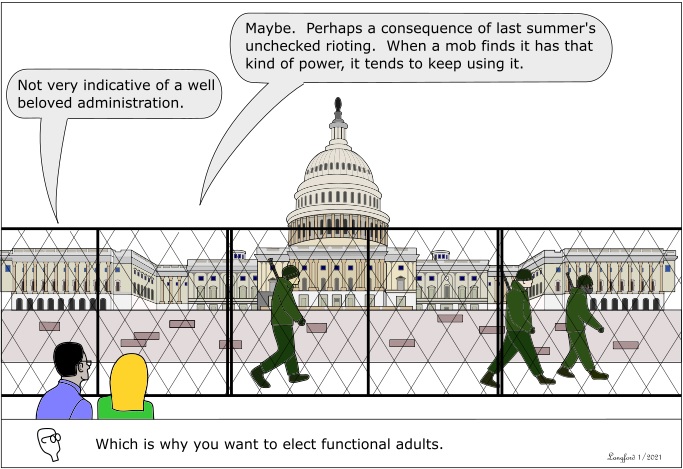 Maybe.  Perhaps a consequence of last summer's
unchecked rioting.  When a mob finds it has that
kind of power, it tends to keep using it.
Not very indicative of a well
beloved administration.
Which is why you want to elect functional adults.
Langford 1/2021